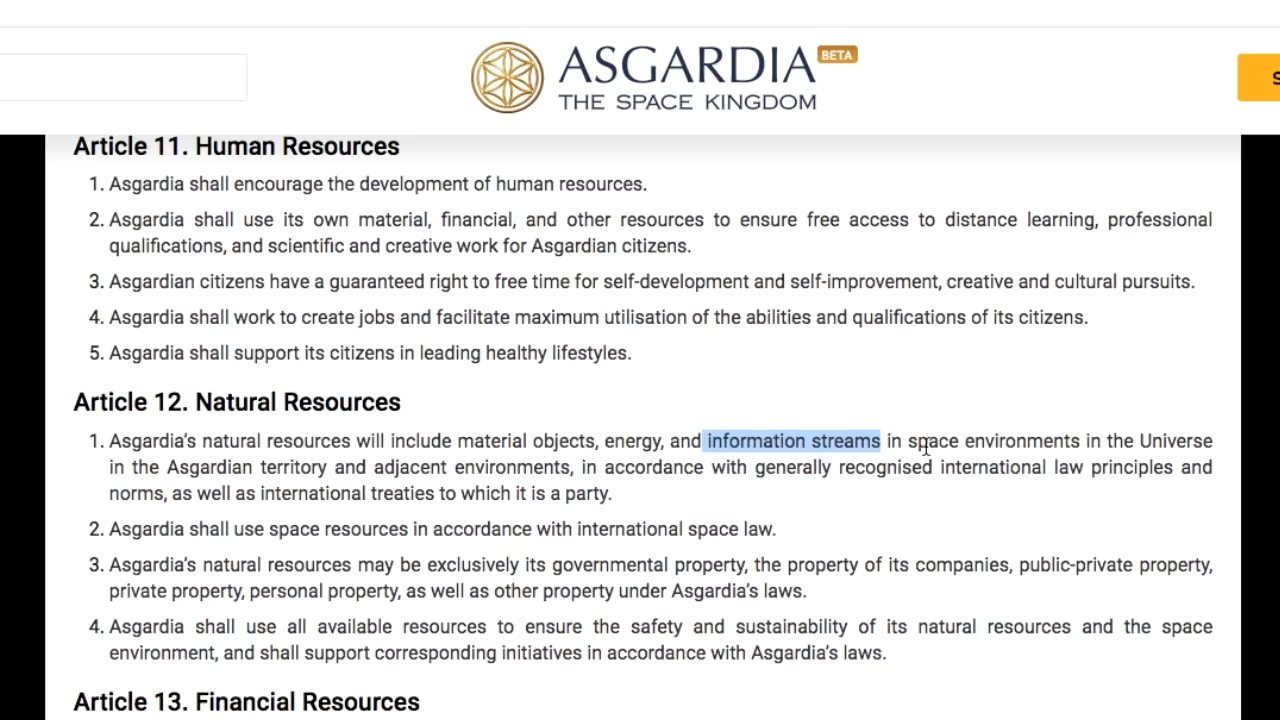 ASGARDIA BETA
THE SPACE KINGDOM
S
Article 11. Human Resources
1. Asgardia shall encourage the development of human resources.
2. Asgardia shall use its own material, financial, and other resources to ensure free access to distance learning, professional
qualifications, and scientific and creative work for Asgardian citizens.
3. Asgardian citizens have a guaranteed right to free time for self-development and self-improvement, creative and cultural pursuits.
4. Asgardia shall work to create jobs and facilitate maximum utilisation of the abilities and qualifications of its citizens.
5. Asgardia shall support its citizens in leading healthy lifestyles.
Article 12. Natural Resources
1. Asgardia's natural resources will include material objects, energy, and information streams in space environments in the Universe
in the Asgardian territory and adjacent environments, in accordance with generally recognised international law principles and
norms, as well as international treaties to which it is a party.
2. Asgardia shall use space resources in accordance with international space law.
3. Asgardia's natural resources may be exclusively its governmental property, the property of its companies, public-private property,
private property, personal property, as well as other property under Asgardia's laws.
4. Asgardia shall use all available resources to ensure the safety and sustainability of its natural resources and the space
environment, and shall support corresponding initiatives in accordance with Asgardia's laws.
Article 13. Financial Resources